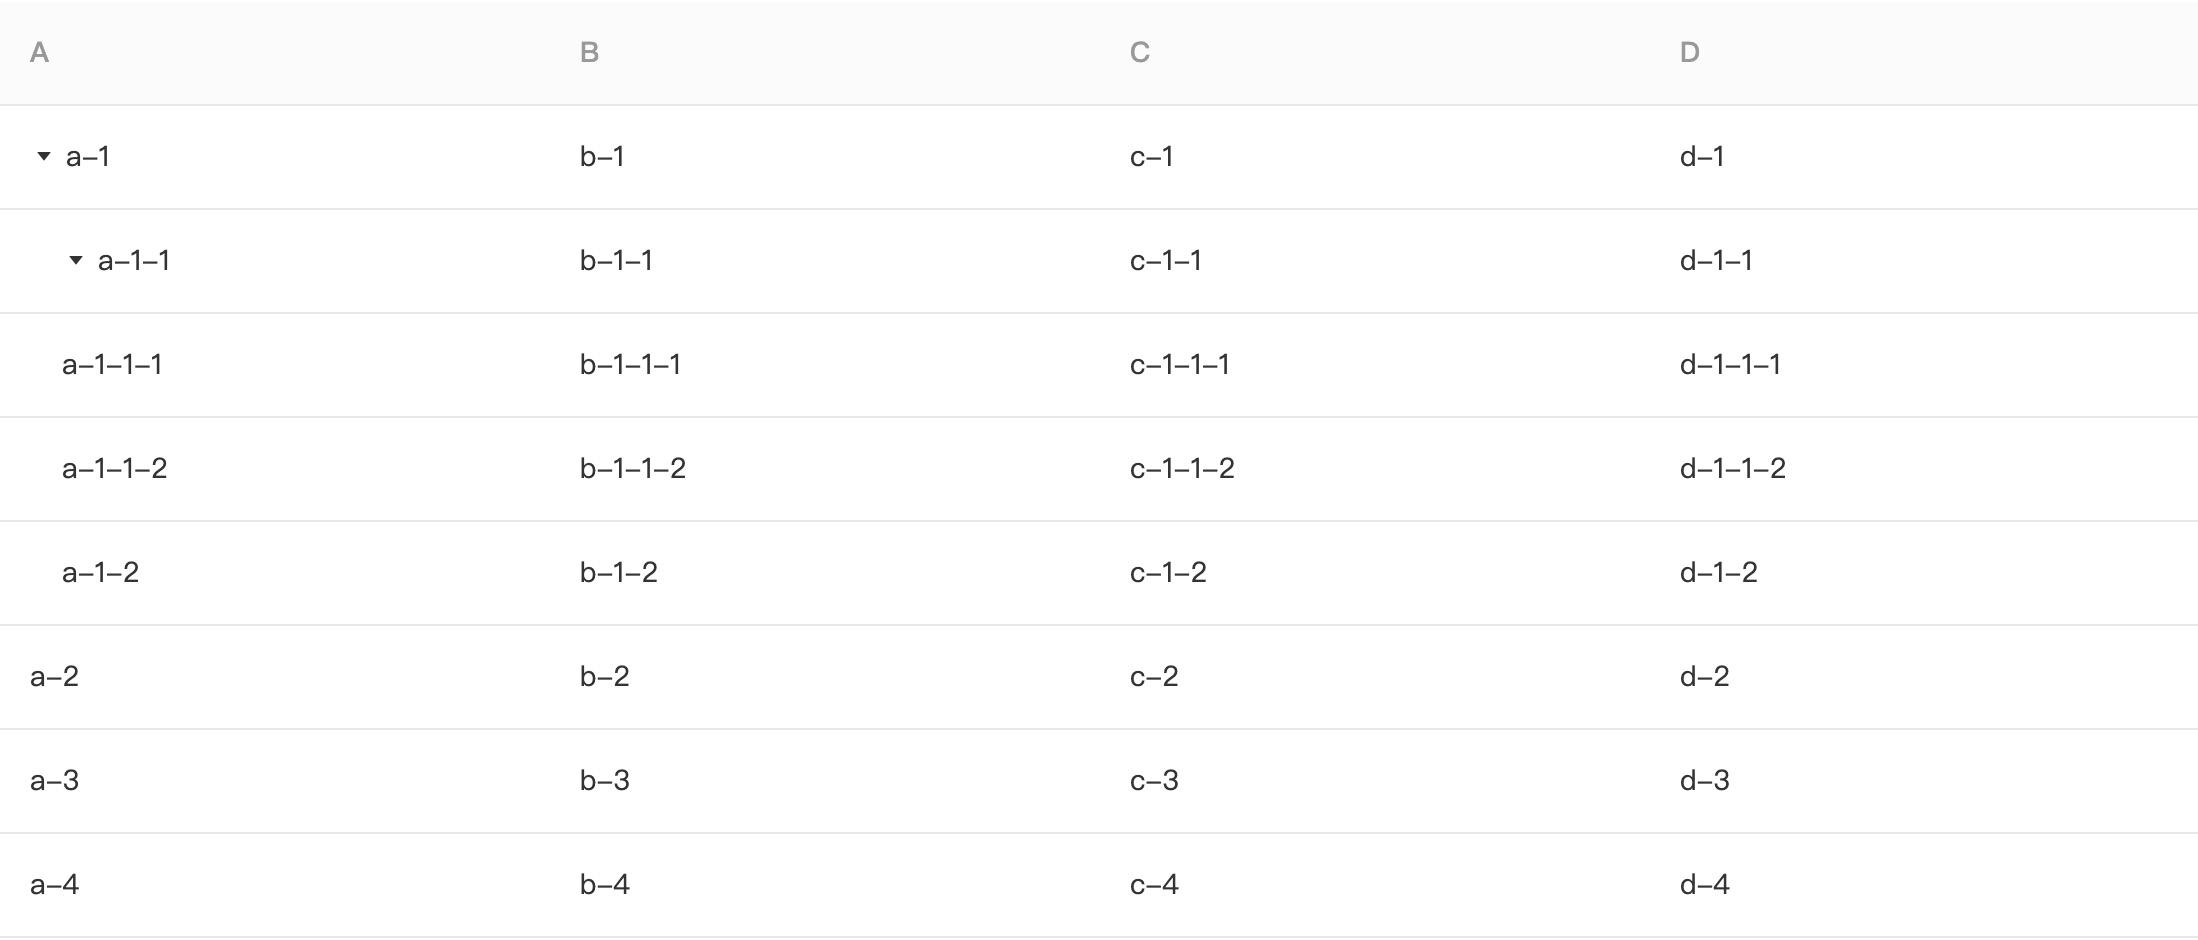 A B C D
a–1 b–1 c–1 d–1
a–1–1 b–1–1 c–1–1 d–1–1
a–1–1–1 b–1–1–1 c–1–1–1 d–1–1–1
a–1–1–2 b–1–1–2 c–1–1–2 d–1–1–2
a–1–2 b–1–2 c–1–2 d–1–2
a–2 b–2 c–2 d–2
a–3 b–3 c–3 d–3
a–4 b–4 c–4 d–4